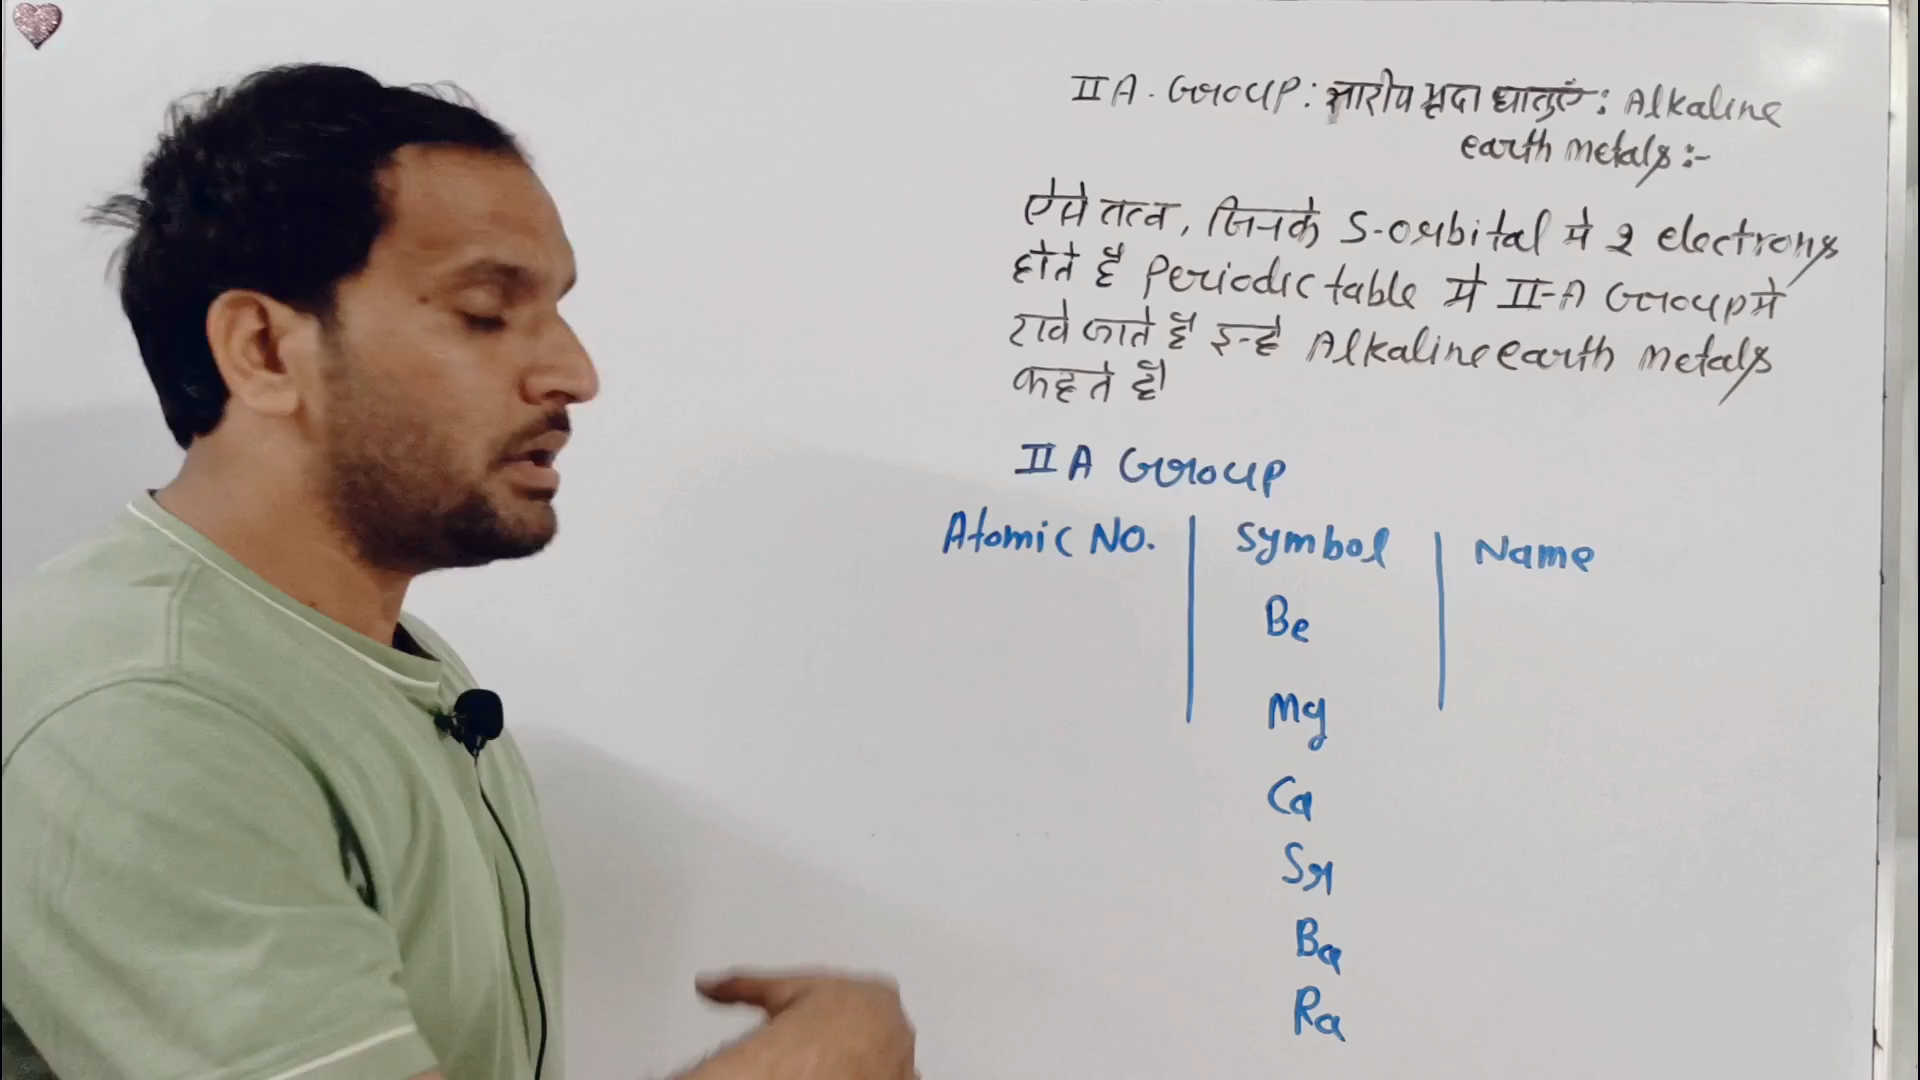 II A. Group: क्षारीय मृदा धातुएँ: Alkaline
earth metals :-
ऐसे तत्व, जिनके S-orbital मे 2 electrons
होते है Periodic table मे II-A Group मे
रखे जाते है इन्हे Alkaline earth metals
कहते है।
II A Group
Atomic No. Symbol Name
Be
Mg
Ca
Sr
Ba
Ra